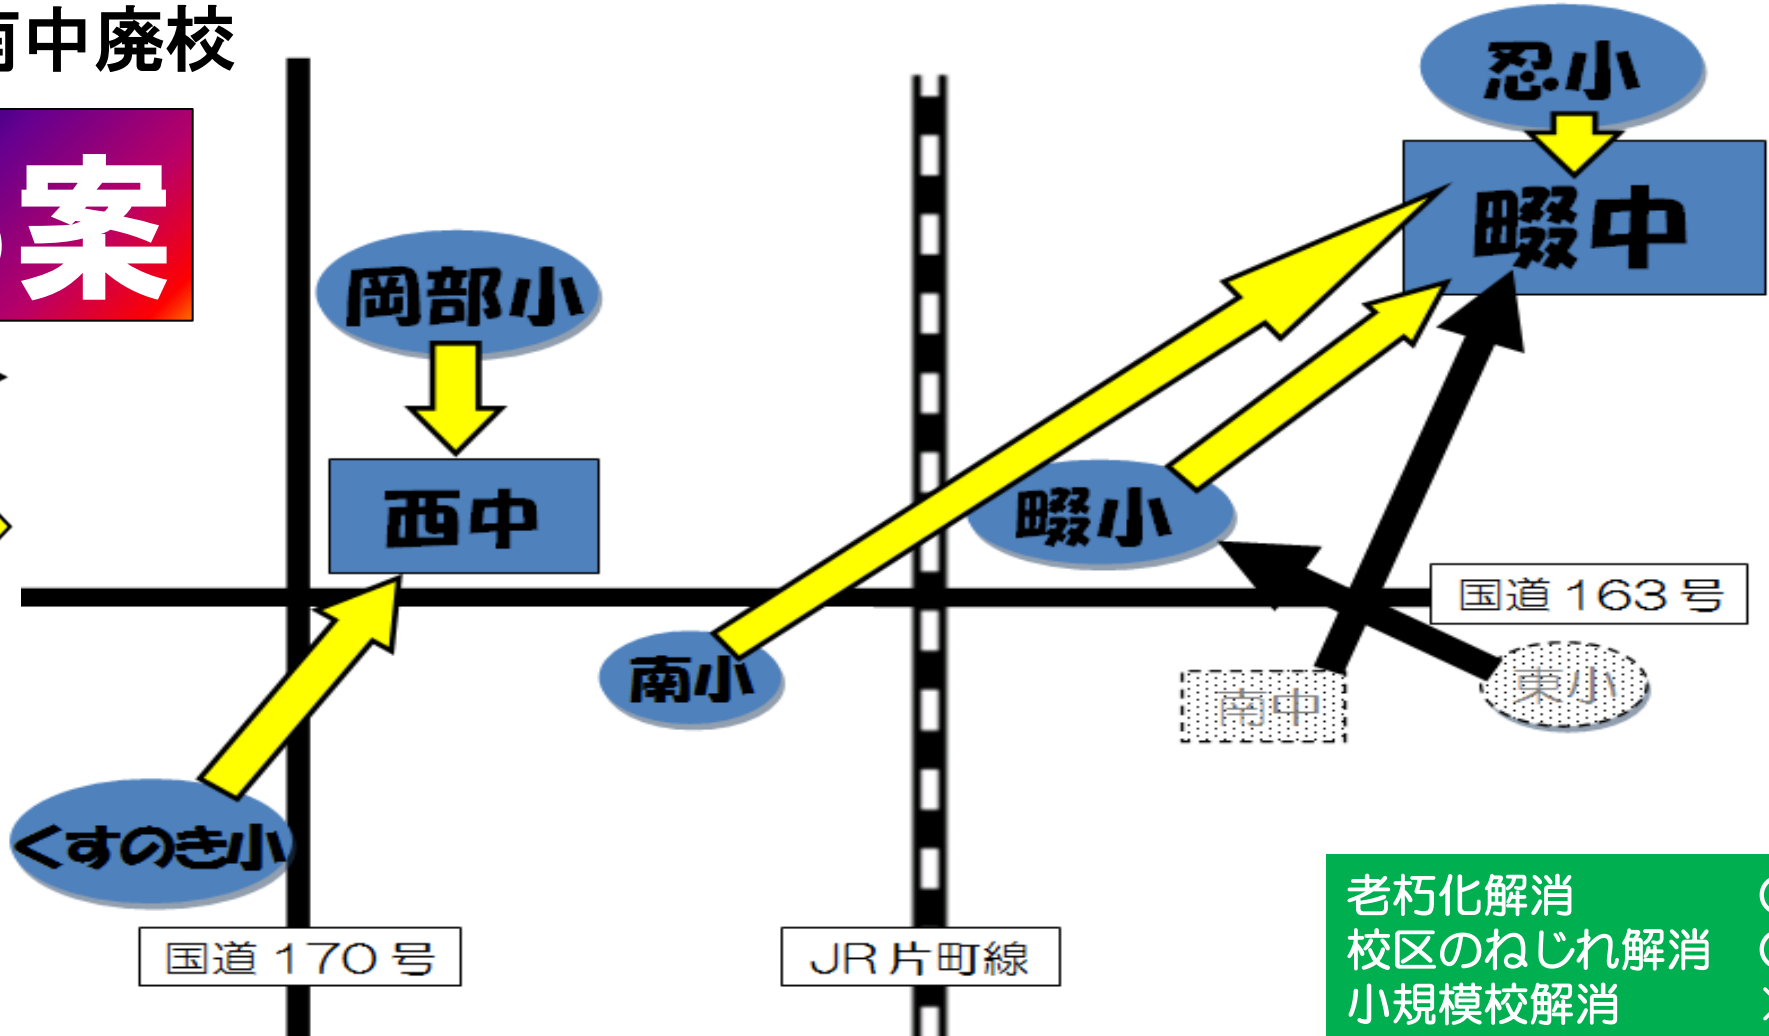 中廃校
案
忍小
畷中
岡部小
西中
畷小
国道163号
南小
南中
東小
くすのき小
国道170号
JR片町線
老朽化解消
校区のねじれ解消
小規模校解消